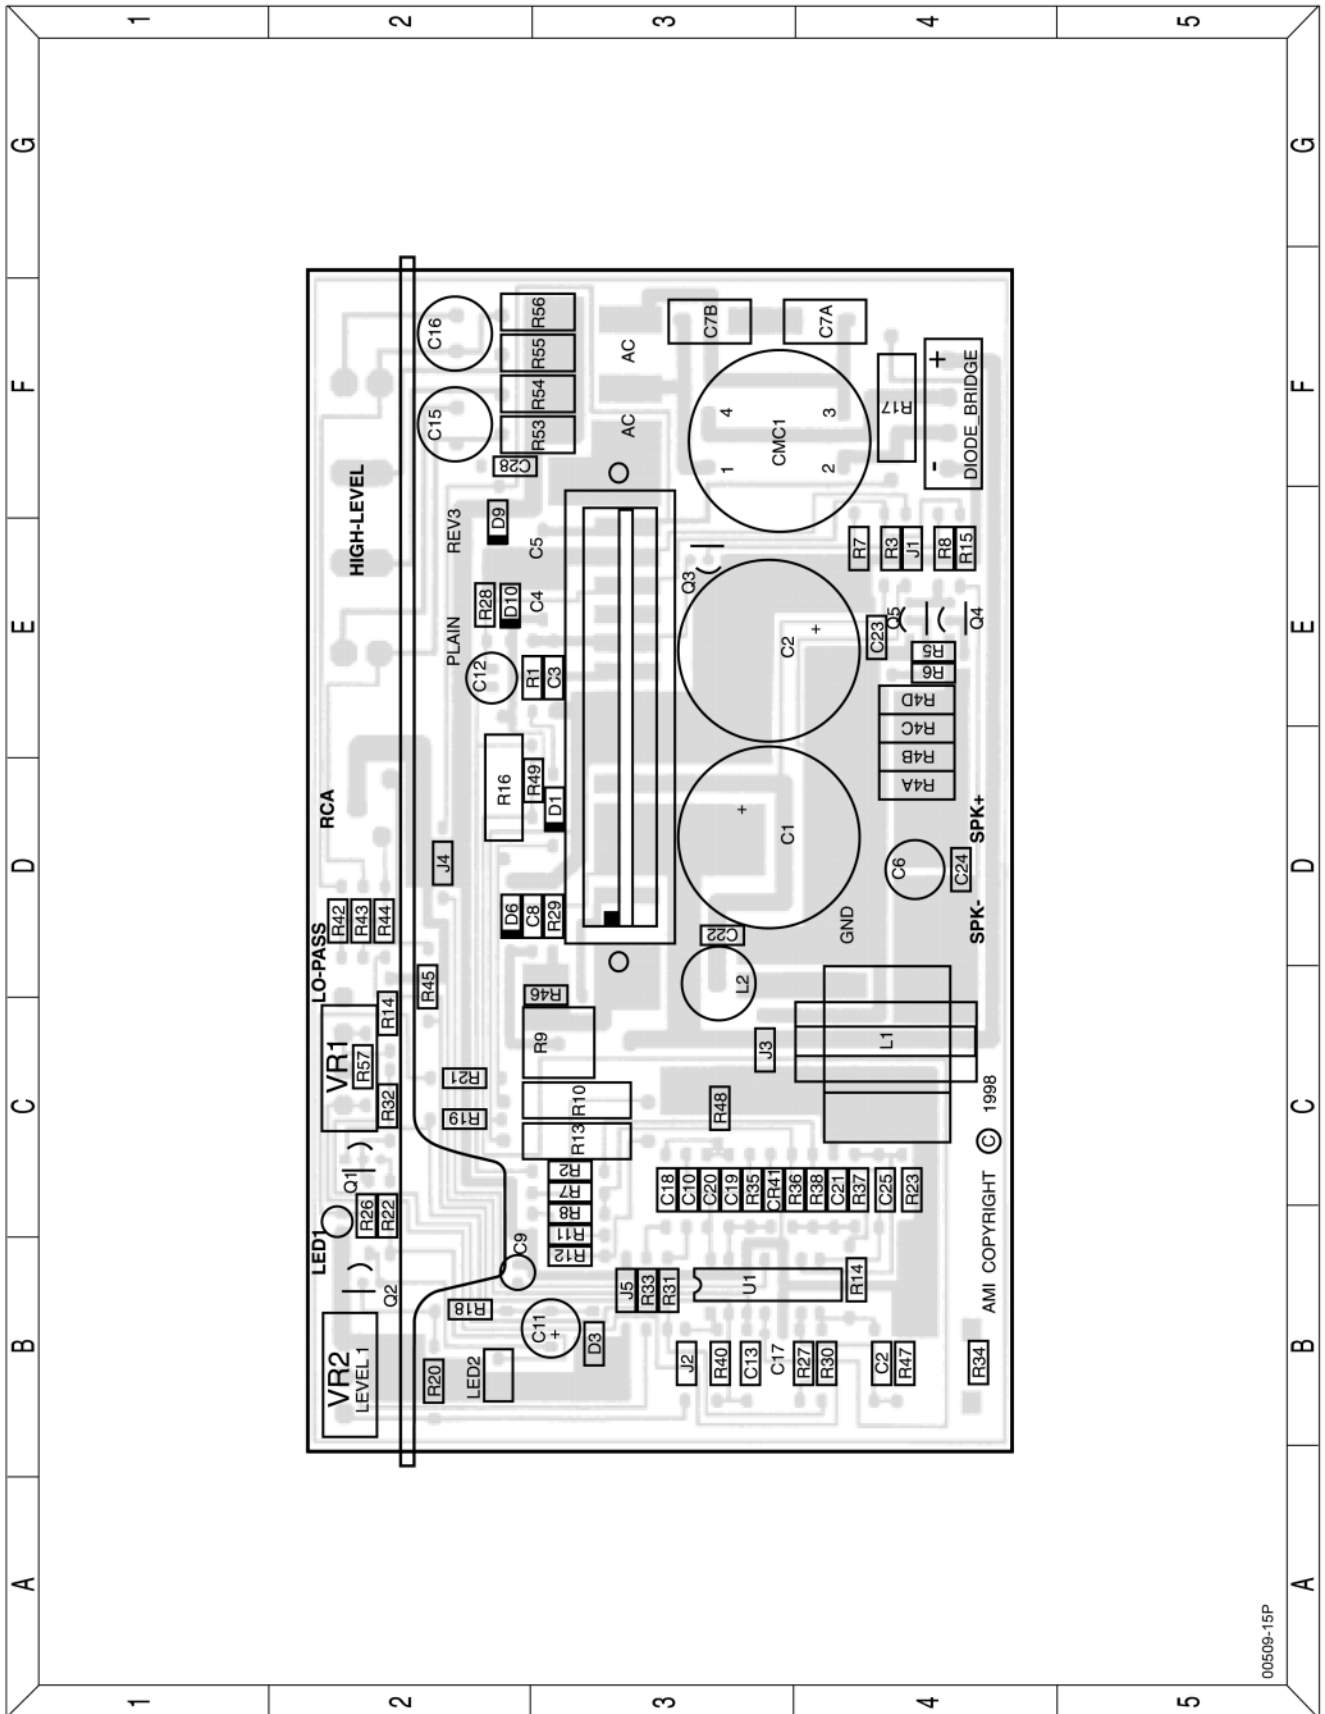 1 2 3 4 5
G
F
E
D
C
B
A
G
F
E
D
C
B
A
1 2 3 4 5
HIGH-LEVEL
RCA
LO-PASS
R42
R43
R44
VR1
R57
R14
R32
Q1
LED1
R26
R22
Q2
VR2
LEVEL 1
C16
C15
R56
R55
R54
R53
C28
REV3
D9
C5
PLAIN
R28
D10
C4
C12
R1
C3
R16
R49
D1
J4
D6
C8
R29
R45
R46
R9
R21
R19
R10
R13
R2
R7
R8
R11
R12
C9
R18
C11
+
D3
R20
LED2
AC
AC
C7B
C7A
4
3
1
2
CMC1
R17
+
-
DIODE_BRIDGE
R7
R3
J1
R8
R15
Q3
C2
+
C23
Q5
Q4
R5
R6
R4D
R4C
R4B
R4A
C1
+
C6
C24
SPK+
SPK-
GND
C22
L2
J3
L1
R48
C18
C10
C20
C19
R35
CR41
R36
R38
C21
R37
C25
R23
J5
R33
R31
U1
R14
J2
R40
C13
C17
R27
R30
C2
R47
R34
AMI COPYRIGHT © 1998
00509-15P